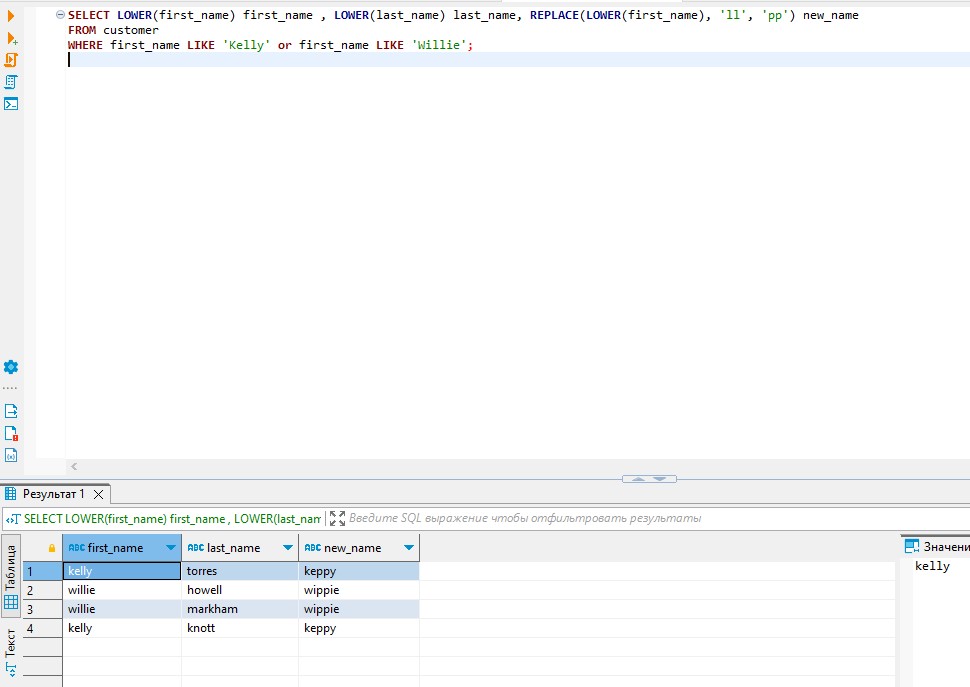 SELECT LOWER(first_name) first_name , LOWER(last_name) last_name, REPLACE(LOWER(first_name), 'll', 'pp') new_name
FROM customer
WHERE first_name LIKE 'Kelly' or first_name LIKE 'Willie';
Результат 1
SELECT LOWER(first_name) first_name , LOWER(last_nam
Введите SQL выражение чтобы отфильтровать результаты
Таблица
Текст
ABC first_name ABC last_name ABC new_name
1 kelly torres keppy
2 willie howell wippie
3 willie markham wippie
4 kelly knott keppy
Значени
kelly